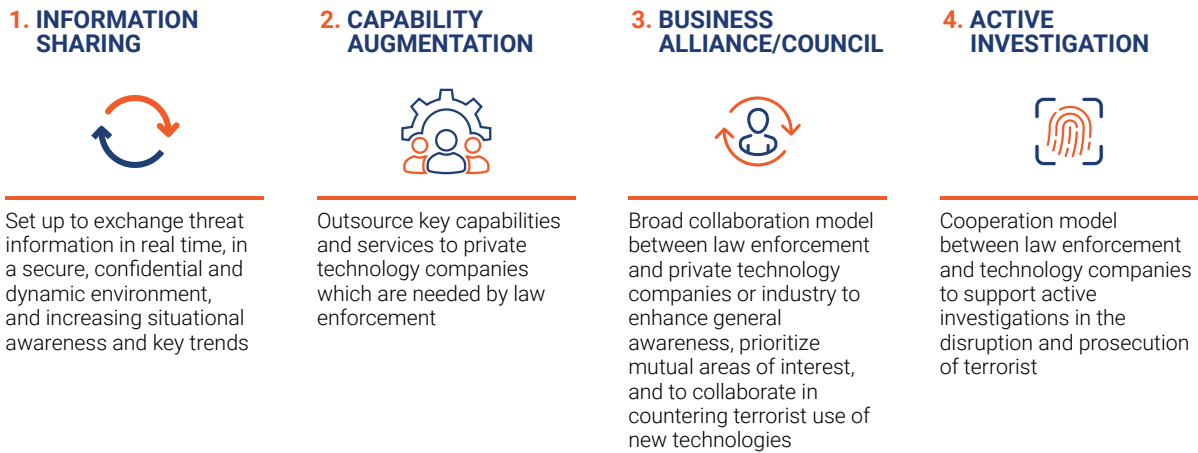 1. INFORMATION
SHARING
Set up to exchange threat
information in real time, in
a secure, confidential and
dynamic environment,
and increasing situational
awareness and key trends
2. CAPABILITY
AUGMENTATION
Outsource key capabilities
and services to private
technology companies
which are needed by law
enforcement
3. BUSINESS
ALLIANCE/COUNCIL
Broad collaboration model
between law enforcement
and private technology
companies or industry to
enhance general
awareness, prioritize
mutual areas of interest,
and to collaborate in
countering terrorist use of
new technologies
4. ACTIVE
INVESTIGATION
Cooperation model
between law enforcement
and technology companies
to support active
investigations in the
disruption and prosecution
of terrorist